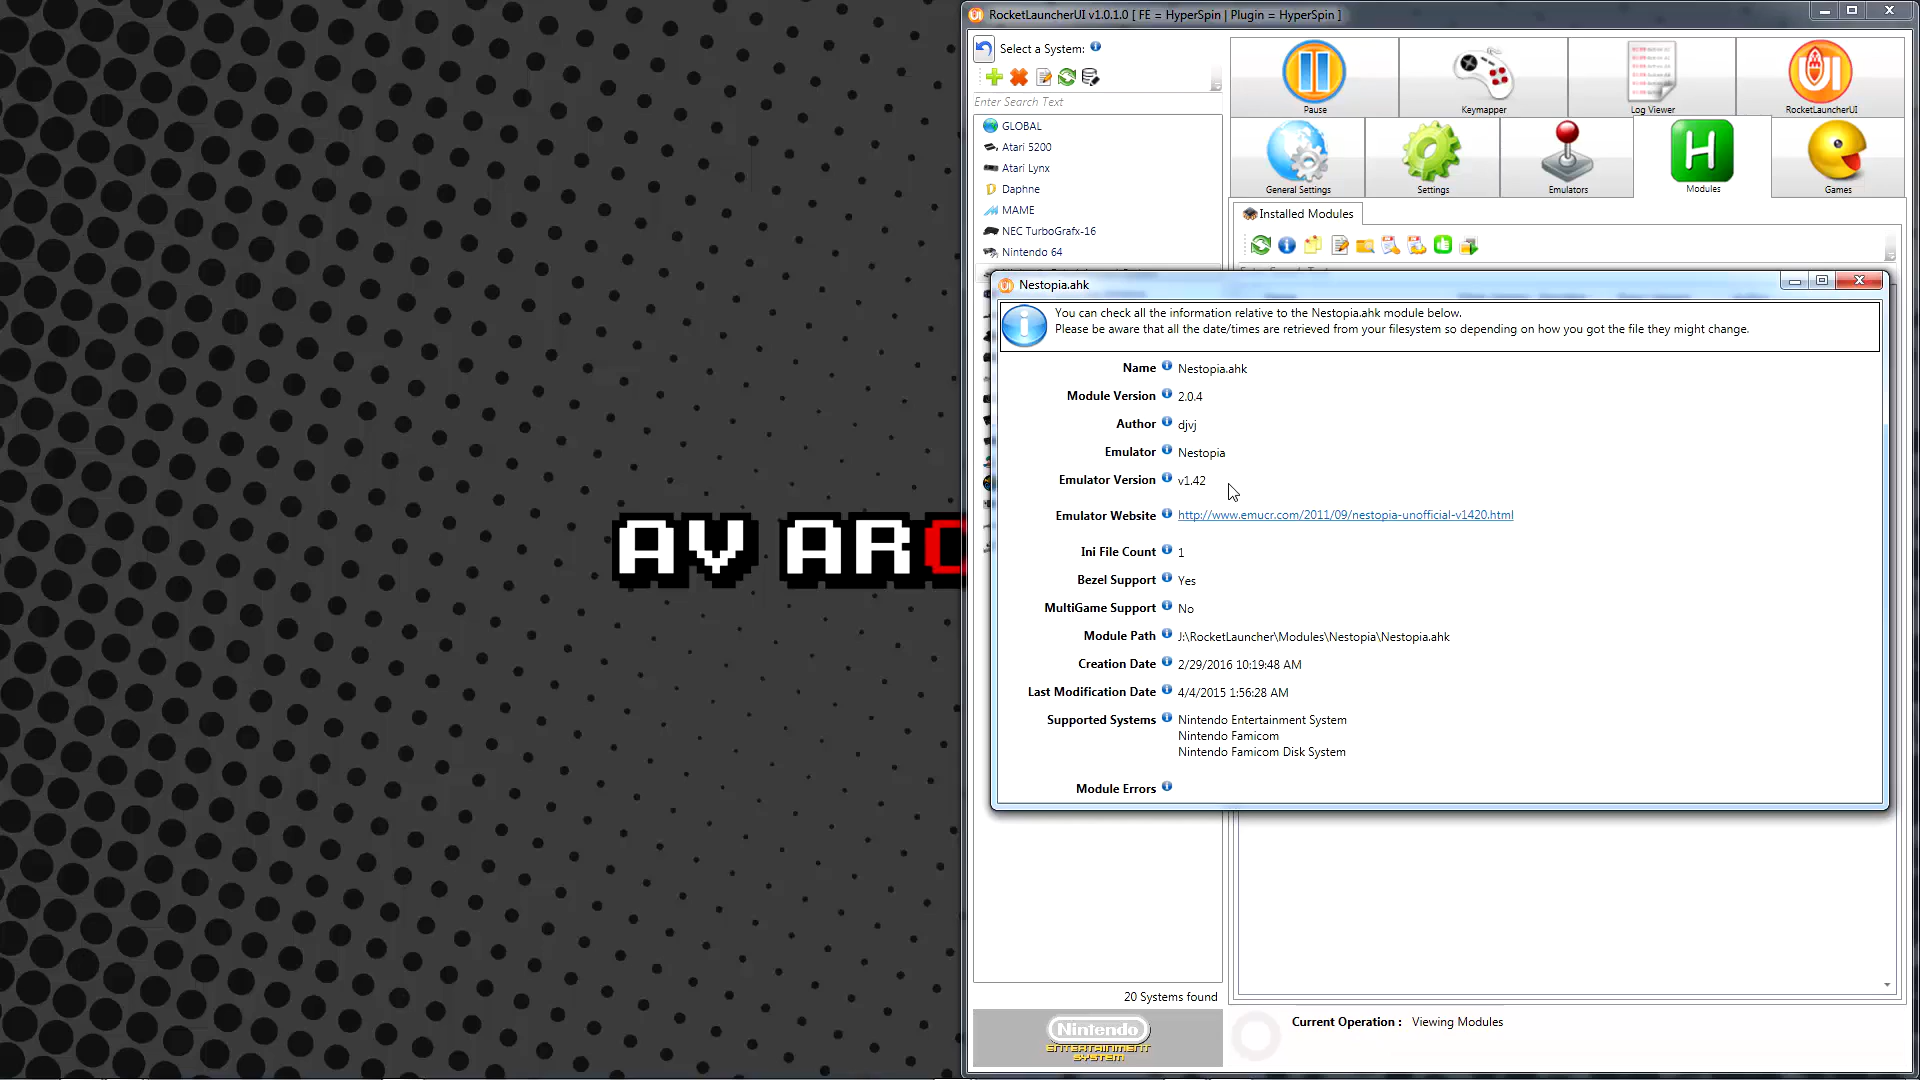 RocketLauncherUI v1.0.1.0 [ FE = HyperSpin | Plugin = HyperSpin ]
Select a System:
Enter Search Text
GLOBAL
Atari 5200
Atari Lynx
Daphne
MAME
NEC TurboGrafx-16
Nintendo 64
Pause
Keymapper
Log Viewer
RocketLauncherUI
General Settings
Settings
Emulators
Modules
Games
Installed Modules
Nestopia.ahk
You can check all the information relative to the Nestopia.ahk module below.
Please be aware that all the date/times are retrieved from your filesystem so depending on how you got the file they might change.
Name Nestopia.ahk
Module Version 2.0.4
Author djvj
Emulator Nestopia
Emulator Version v1.42
Emulator Website http://www.emucr.com/2011/09/nestopia-unofficial-v1420.html
Ini File Count 1
Bezel Support Yes
MultiGame Support No
Module Path J:\RocketLauncher\Modules\Nestopia\Nestopia.ahk
Creation Date 2/29/2016 10:19:48 AM
Last Modification Date 4/4/2015 1:56:28 AM
Supported Systems Nintendo Entertainment System
Nintendo Famicom
Nintendo Famicom Disk System
Module Errors
AV AR
20 Systems found
Nintendo
ENTERTAINMENT
SYSTEM
Current Operation : Viewing Modules